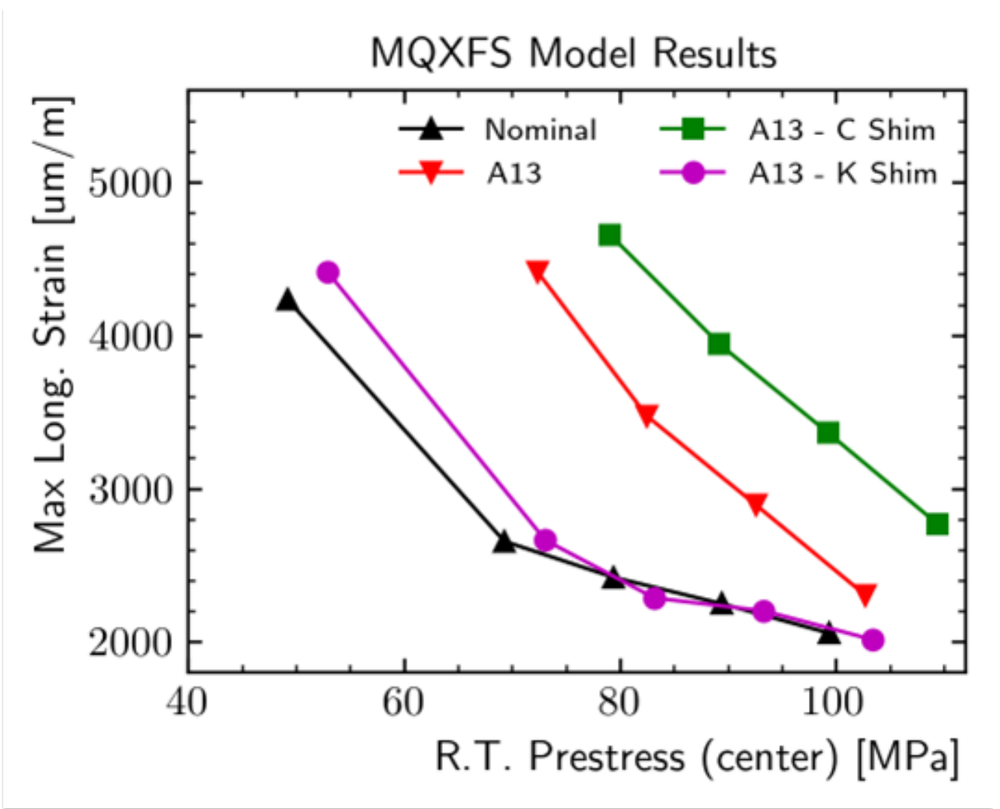 MQXFS Model Results
Nominal
A13
A13 - C Shim
A13 - K Shim
Max Long. Strain [um/m]
5000
4000
3000
2000
40 60 80 100
R.T. Prestress (center) [MPa]